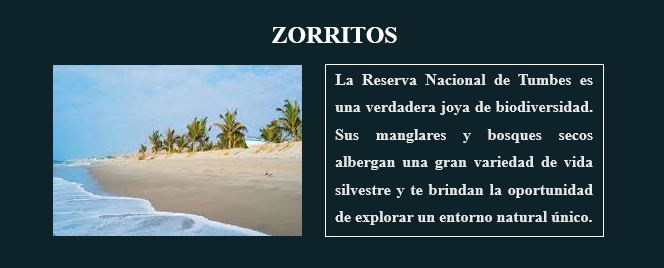 ZORRITOS
La Reserva Nacional de Tumbes es
una verdadera joya de biodiversidad.
Sus manglares y bosques secos
albergan una gran variedad de vida
silvestre y te brindan la oportunidad
de explorar un entorno natural único.